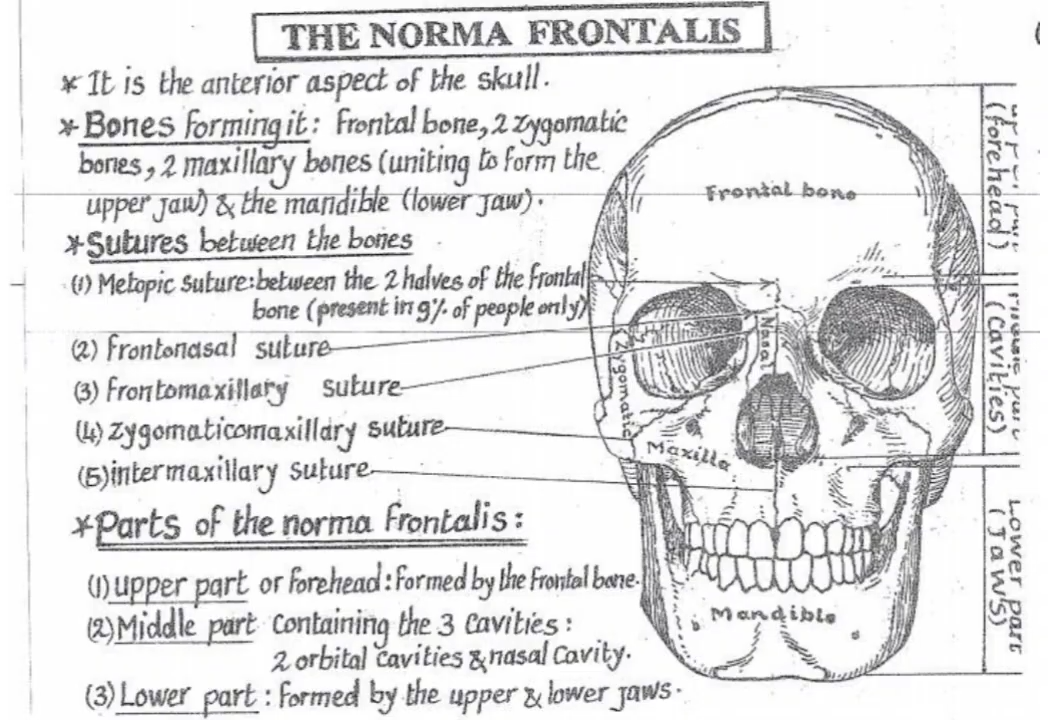 THE NORMA FRONTALIS
* It is the anterior aspect of the skull.
* Bones forming it: Frontal bone, 2 zygomatic
bones, 2 maxillary bones (uniting to form the
upper jaw) & the mandible (lower jaw).
* Sutures between the bones
(1) Metopic suture: between the 2 halves of the frontal
bone (present in 9% of people only)
(2) frontonasal suture
(3) frontomaxillary suture
(4) zygomaticomaxillary suture
(5) intermaxillary suture
* Parts of the norma frontalis:
(1) upper part or forehead: Formed by the frontal bone.
(2) Middle part containing the 3 cavities:
2 orbital cavities & nasal cavity.
(3) Lower part: formed by the upper & lower jaws.
Frontal bone
Nasal
Zygomatic
Maxilla
Mandible
(forehead)
(cavities)
Lower part
(Jaws)